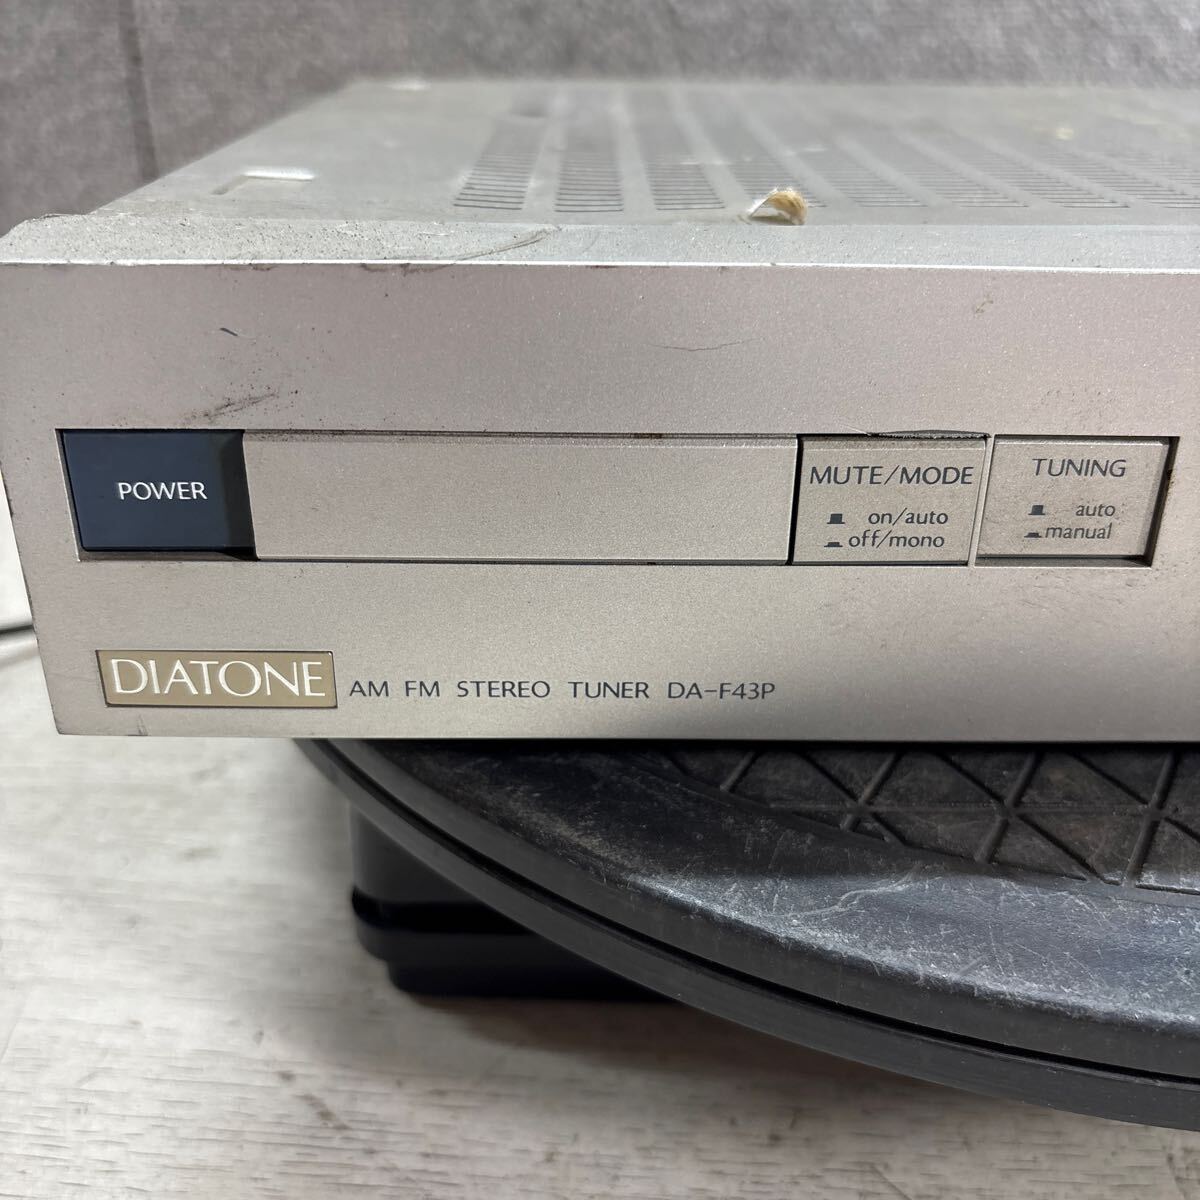 POWER
MUTE/MODE
on/auto
off/mono
TUNING
auto
manual
DIATONE
AM FM STEREO TUNER DA-F43P